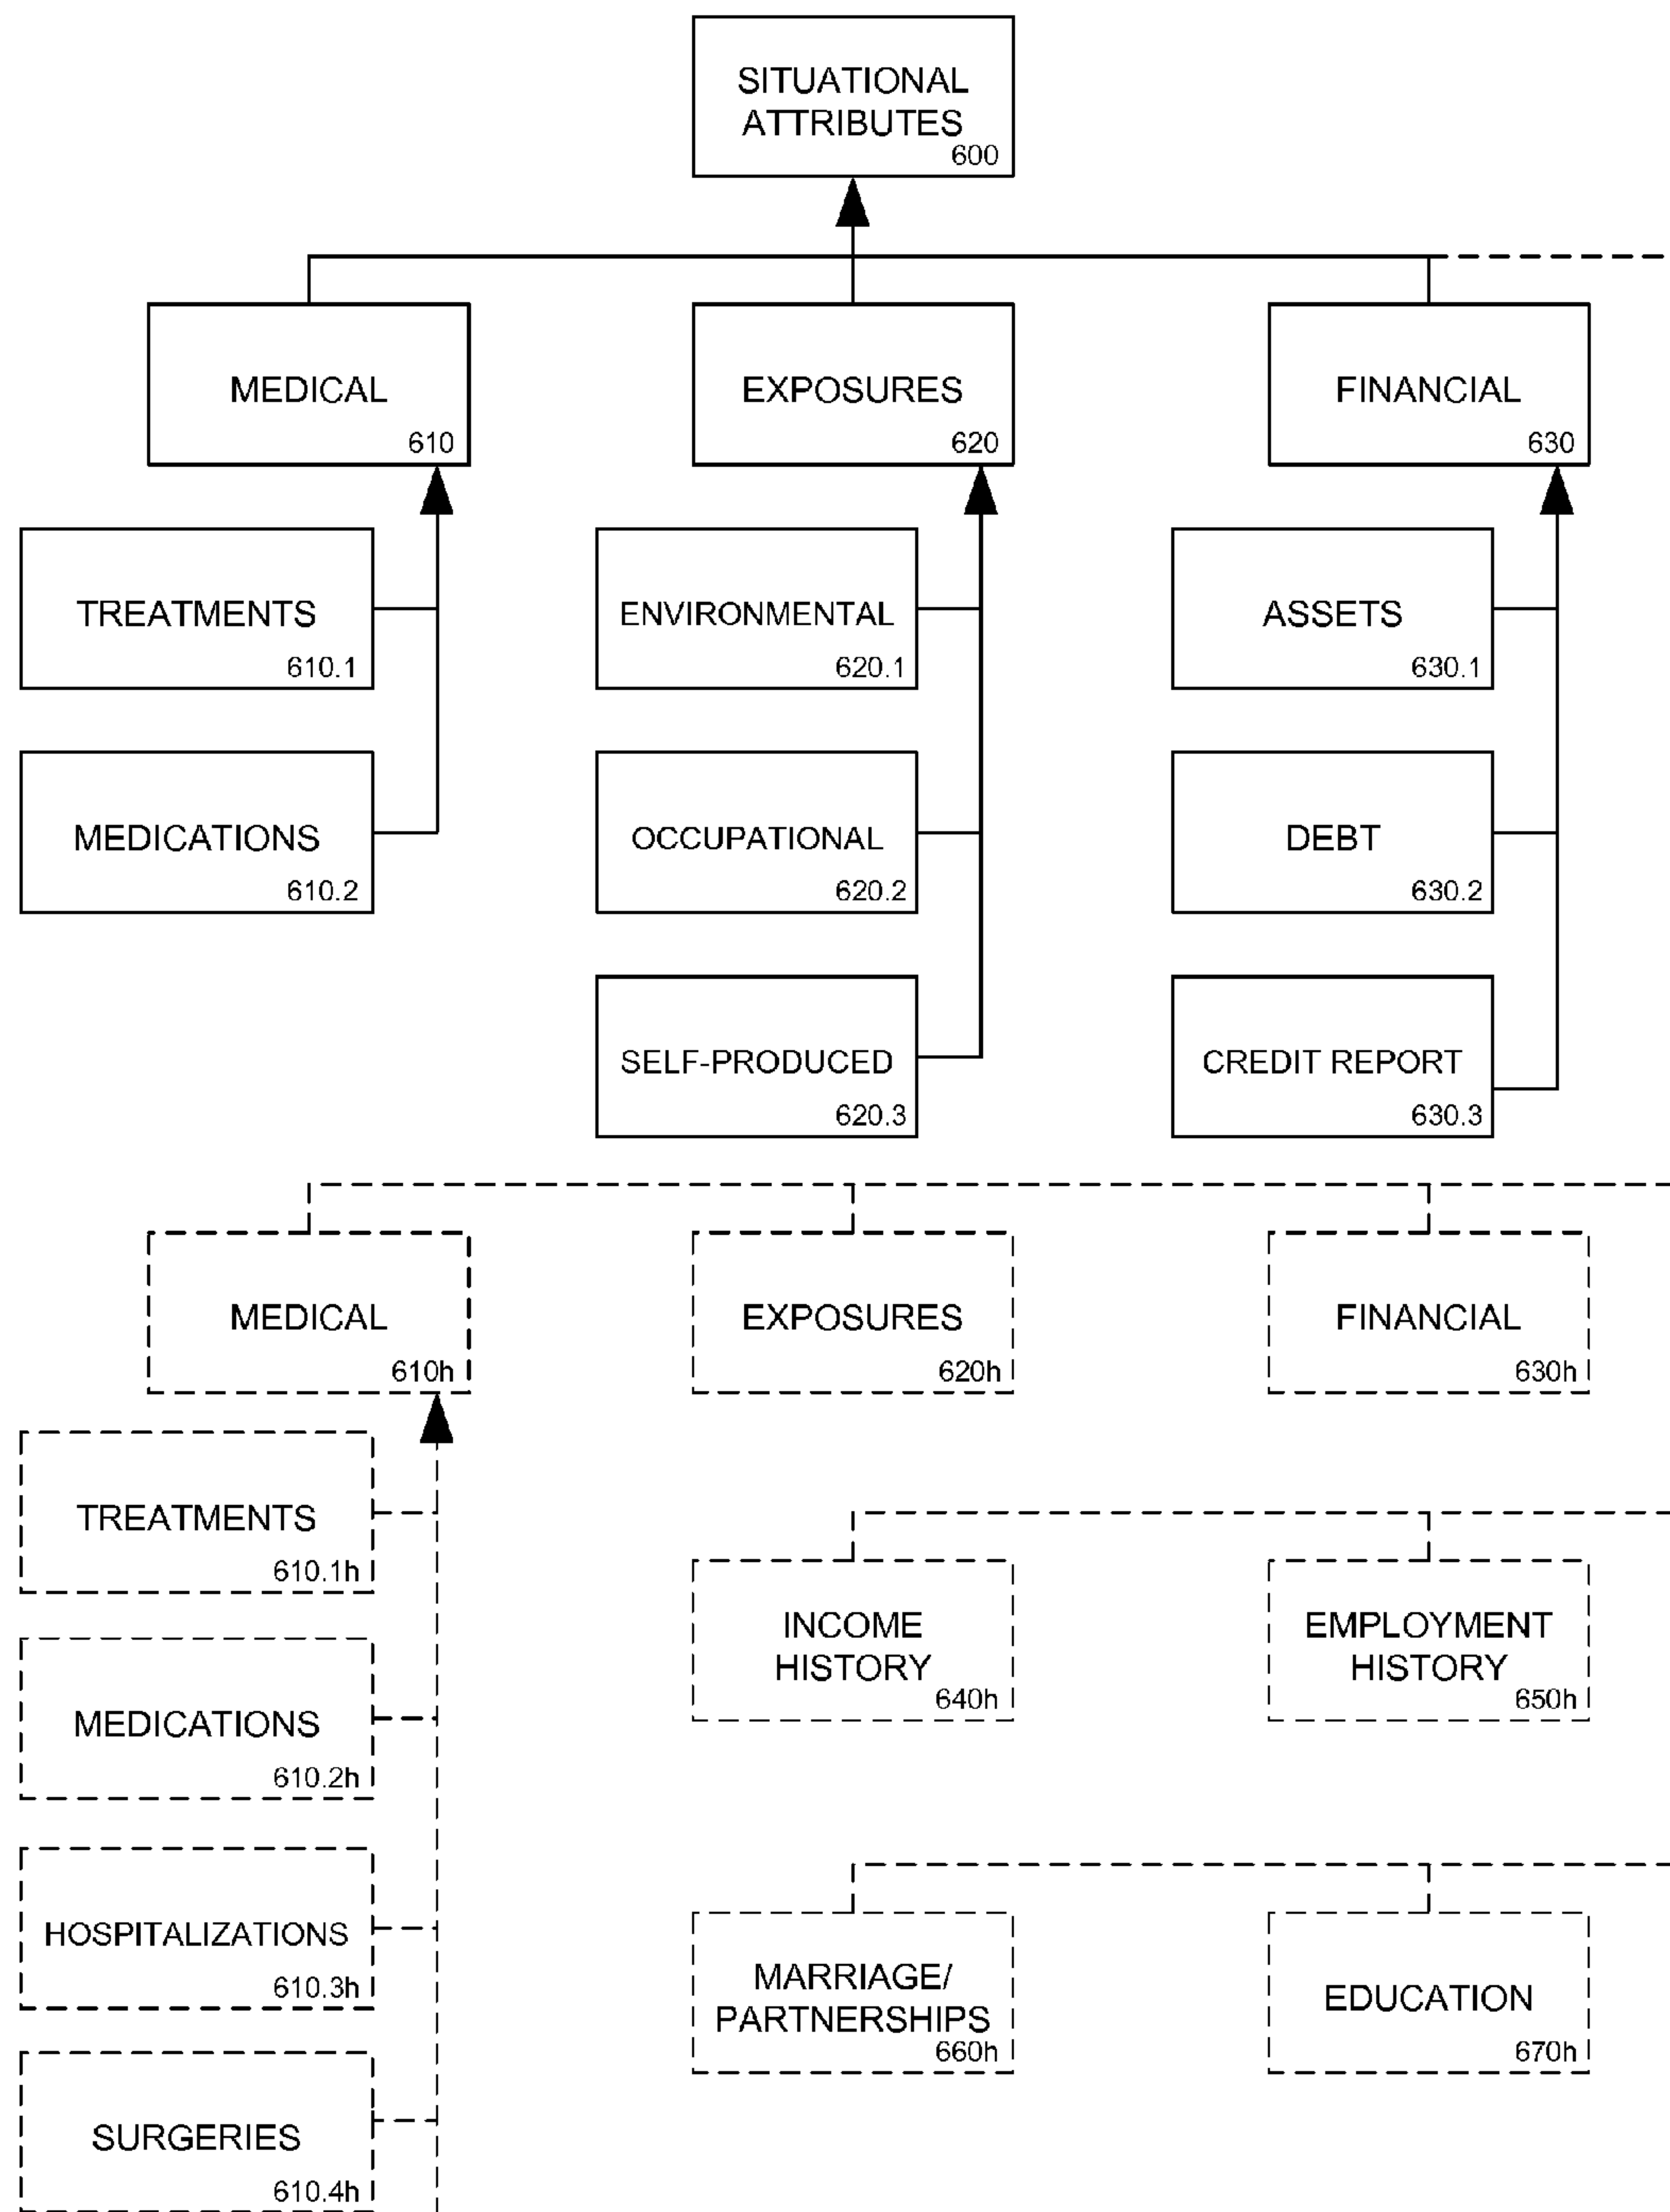 SITUATIONAL
ATTRIBUTES
600
MEDICAL
610
EXPOSURES
620
FINANCIAL
630
TREATMENTS
610.1
ENVIRONMENTAL
620.1
ASSETS
630.1
MEDICATIONS
610.2
OCCUPATIONAL
620.2
DEBT
630.2
SELF-PRODUCED
620.3
CREDIT REPORT
630.3
MEDICAL
610h
EXPOSURES
620h
FINANCIAL
630h
TREATMENTS
610.1h
INCOME
HISTORY
640h
EMPLOYMENT
HISTORY
650h
MEDICATIONS
610.2h
HOSPITALIZATIONS
610.3h
MARRIAGE/
PARTNERSHIPS
660h
EDUCATION
670h
SURGERIES
610.4h